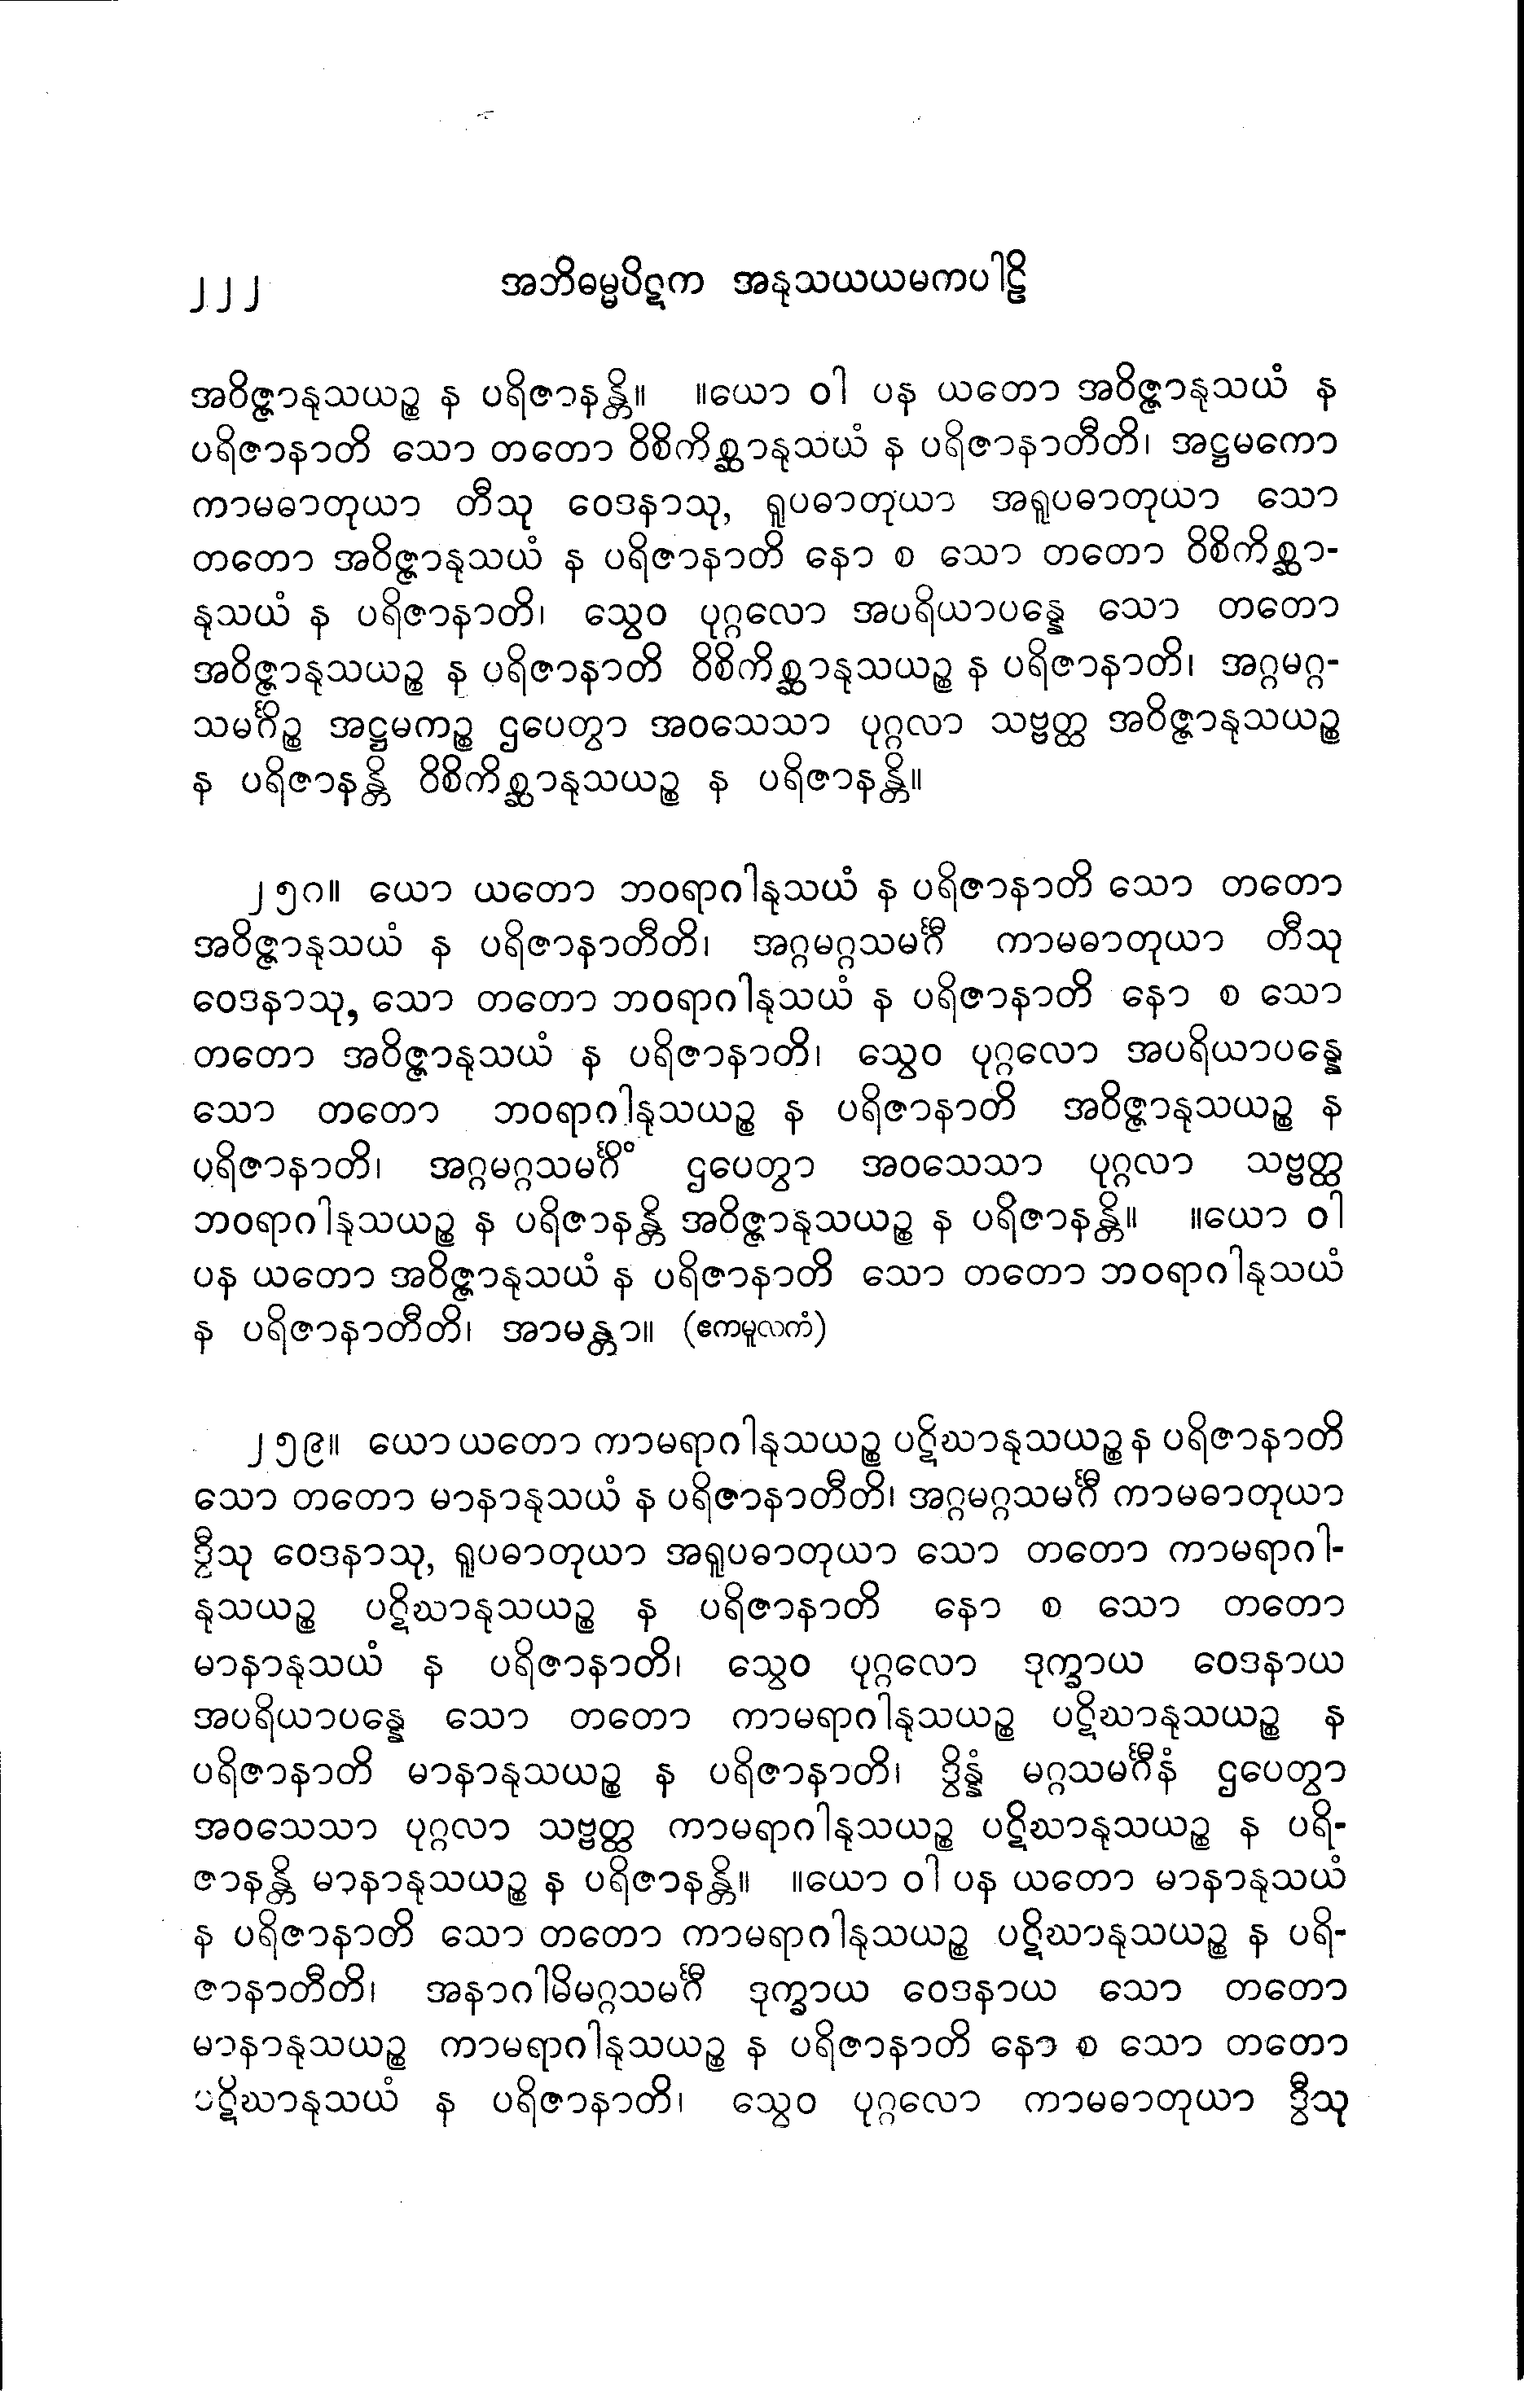 ၂၂၂ အဘိဓမ္မပိဋက အနုသယယမကပါဠိ
အဝိဇ္ဇာနုသယဉ္စ န ပရိဇာနန္တိ။ ။ယော ဝါ ပန ယတော အဝိဇ္ဇာနုသယံ န
ပရိဇာနာတိ သော တတော ဝိစိကိစ္ဆာနုသယံ န ပရိဇာနာတီတိ၊ အဋ္ဌမကော
ကာမဓာတုယာ တီသု ဝေဒနာသု, ရူပဓာတုယာ အရူပဓာတုယာ သော
တတော အဝိဇ္ဇာနုသယံ န ပရိဇာနာတိ နော စ သော တတော ဝိစိကိစ္ဆာ-
နုသယံ န ပရိဇာနာတိ၊ သွေဝ ပုဂ္ဂလော အပရိယာပန္နေ သော တတော
အဝိဇ္ဇာနုသယဉ္စ န ပရိဇာနာတိ ဝိစိကိစ္ဆာနုသယဉ္စ န ပရိဇာနာတိ၊ အဂ္ဂမဂ္ဂ-
သမင်္ဂိဉ္စ အဋ္ဌမကဉ္စ ဌပေတွာ အဝသေသာ ပုဂ္ဂလာ သဗ္ဗတ္ထ အဝိဇ္ဇာနုသယဉ္စ
န ပရိဇာနန္တိ ဝိစိကိစ္ဆာနုသယဉ္စ န ပရိဇာနန္တိ။
၂၅၈။ ယော ယတော ဘဝရာဂါနုသယံ န ပရိဇာနာတိ သော တတော
အဝိဇ္ဇာနုသယံ န ပရိဇာနာတီတိ၊ အဂ္ဂမဂ္ဂသမင်္ဂီ ကာမဓာတုယာ တီသု
ဝေဒနာသု, သော တတော ဘဝရာဂါနုသယံ န ပရိဇာနာတိ နော စ သော
တတော အဝိဇ္ဇာနုသယံ န ပရိဇာနာတိ၊ သွေဝ ပုဂ္ဂလော အပရိယာပန္နေ
သော တတော ဘဝရာဂါနုသယဉ္စ န ပရိဇာနာတိ အဝိဇ္ဇာနုသယဉ္စ န
ပရိဇာနာတိ၊ အဂ္ဂမဂ္ဂသမင်္ဂိံ ဌပေတွာ အဝသေသာ ပုဂ္ဂလာ သဗ္ဗတ္ထ
ဘဝရာဂါနုသယဉ္စ န ပရိဇာနန္တိ အဝိဇ္ဇာနုသယဉ္စ န ပရိဇာနန္တိ။ ။ယော ဝါ
ပန ယတော အဝိဇ္ဇာနုသယံ န ပရိဇာနာတိ သော တတော ဘဝရာဂါနုသယံ
န ပရိဇာနာတီတိ၊ အာမန္တာ။ (ဧကမူလကံ)
၂၅၉။ ယော ယတော ကာမရာဂါနုသယဉ္စ ပဋိဃာနုသယဉ္စ န ပရိဇာနာတိ
သော တတော မာနာနုသယံ န ပရိဇာနာတီတိ၊ အဂ္ဂမဂ္ဂသမင်္ဂီ ကာမဓာတုယာ
ဒွီသု ဝေဒနာသု, ရူပဓာတုယာ အရူပဓာတုယာ သော တတော ကာမရာဂါ-
နုသယဉ္စ ပဋိဃာနုသယဉ္စ န ပရိဇာနာတိ နော စ သော တတော
မာနာနုသယံ န ပရိဇာနာတိ၊ သွေဝ ပုဂ္ဂလော ဒုက္ခာယ ဝေဒနာယ
အပရိယာပန္နေ သော တတော ကာမရာဂါနုသယဉ္စ ပဋိဃာနုသယဉ္စ န
ပရိဇာနာတိ မာနာနုသယဉ္စ န ပရိဇာနာတိ၊ ဒွိန္နံ မဂ္ဂသမင်္ဂီနံ ဌပေတွာ
အဝသေသာ ပုဂ္ဂလာ သဗ္ဗတ္ထ ကာမရာဂါနုသယဉ္စ ပဋိဃာနုသယဉ္စ န ပရိ-
ဇာနန္တိ မာနာနုသယဉ္စ န ပရိဇာနန္တိ။ ။ယော ဝါ ပန ယတော မာနာနုသယံ
န ပရိဇာနာတိ သော တတော ကာမရာဂါနုသယဉ္စ ပဋိဃာနုသယဉ္စ န ပရိ-
ဇာနာတီတိ၊ အနာဂါမိမဂ္ဂသမင်္ဂီ ဒုက္ခာယ ဝေဒနာယ သော တတော
မာနာနုသယဉ္စ ကာမရာဂါနုသယဉ္စ န ပရိဇာနာတိ နော စ သော တတော
ပဋိဃာနုသယံ န ပရိဇာနာတိ၊ သွေဝ ပုဂ္ဂလော ကာမဓာတုယာ ဒွီသု